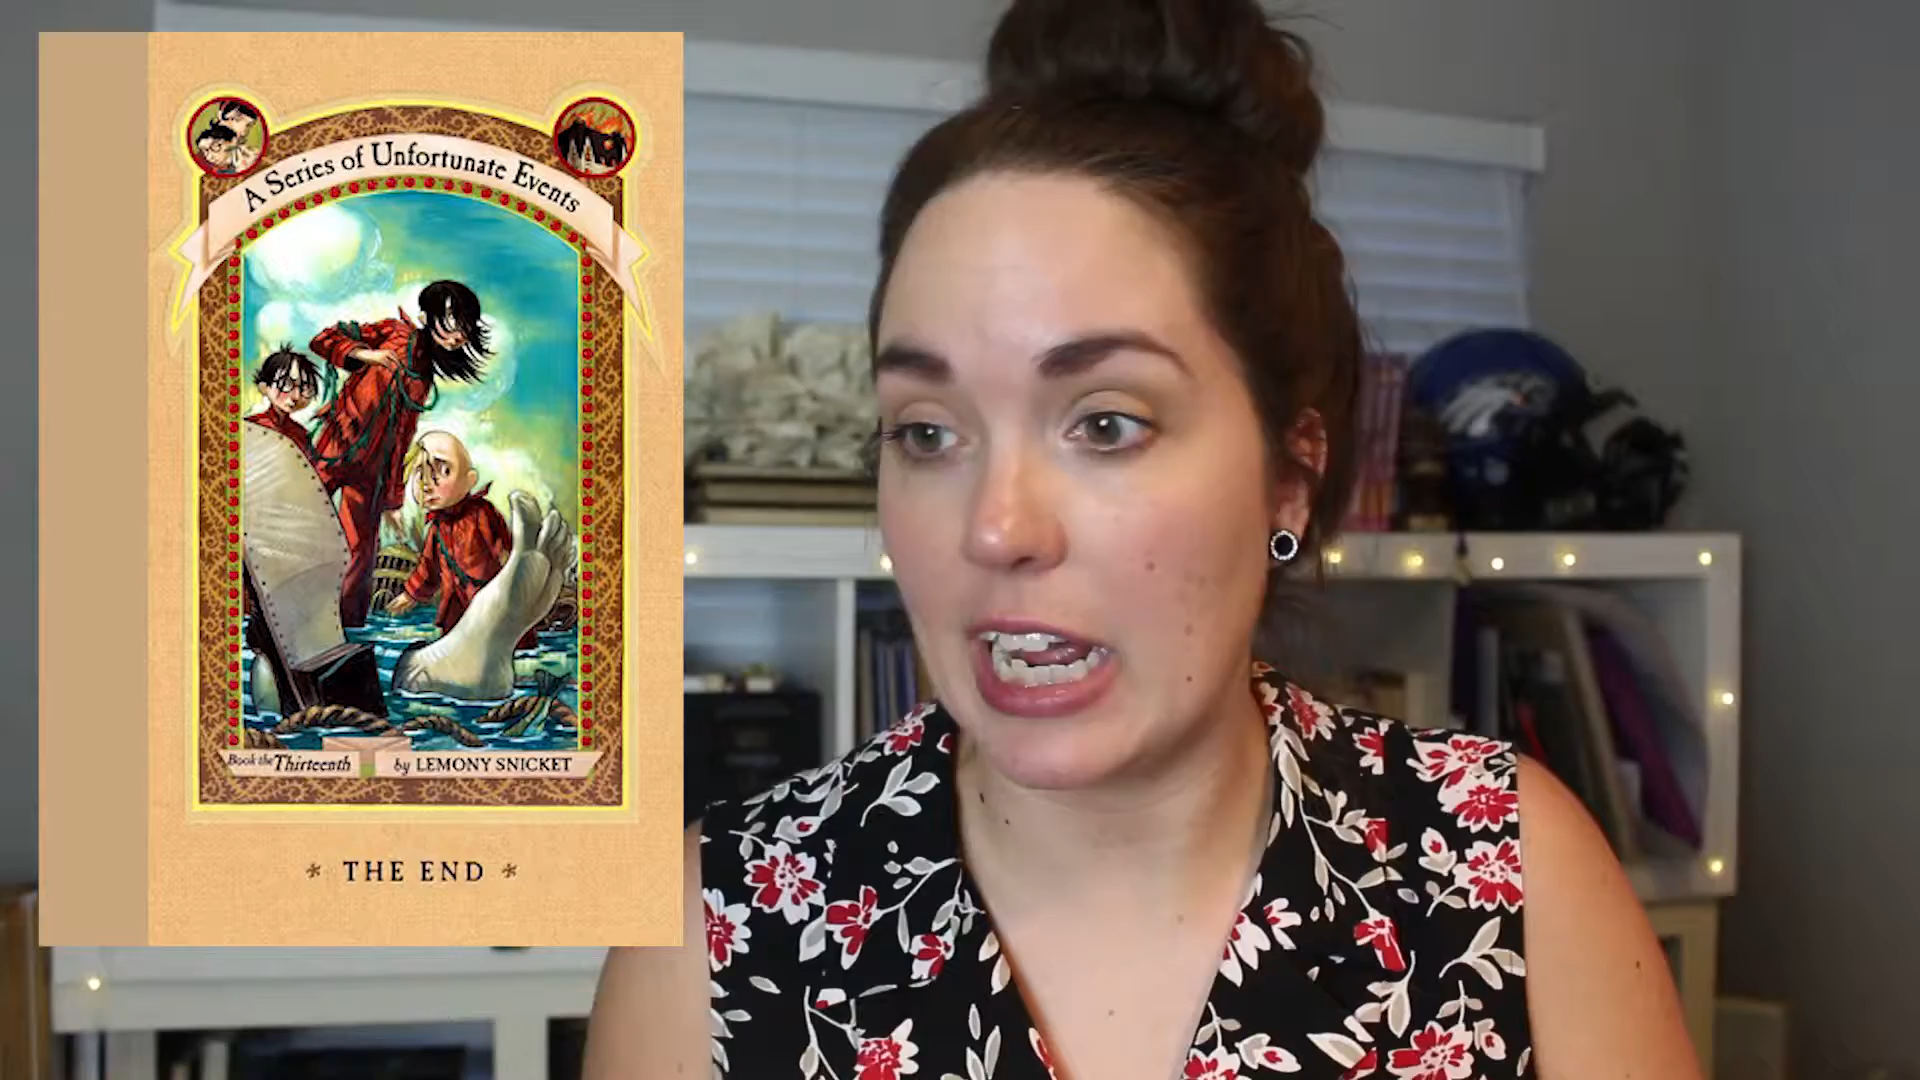 A Series of Unfortunate Events
Book the Thirteenth
by LEMONY SNICKET
* THE END *